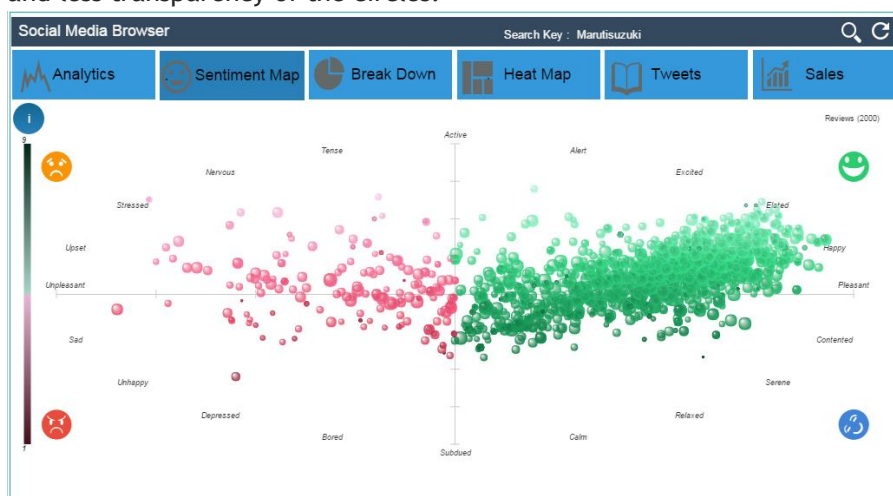 and less transparency of the circles.
Social Media Browser
Search Key : Marutisuzuki
Analytics
Sentiment Map
Break Down
Heat Map
Tweets
Sales
i
Reviews (2000)
9
Active
Tense
Alert
Nervous
Excited
Stressed
Elated
Upset
Happy
Unpleasant
Pleasant
Sad
Contented
Unhappy
Serene
Depressed
Relaxed
Bored
Calm
1
Subdued